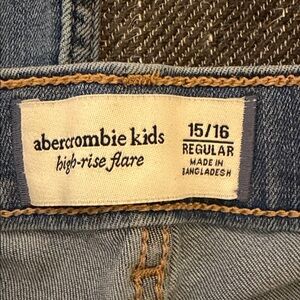 abercrombie kids
high-rise flare
15/16
REGULAR
MADE IN
BANGLADESH